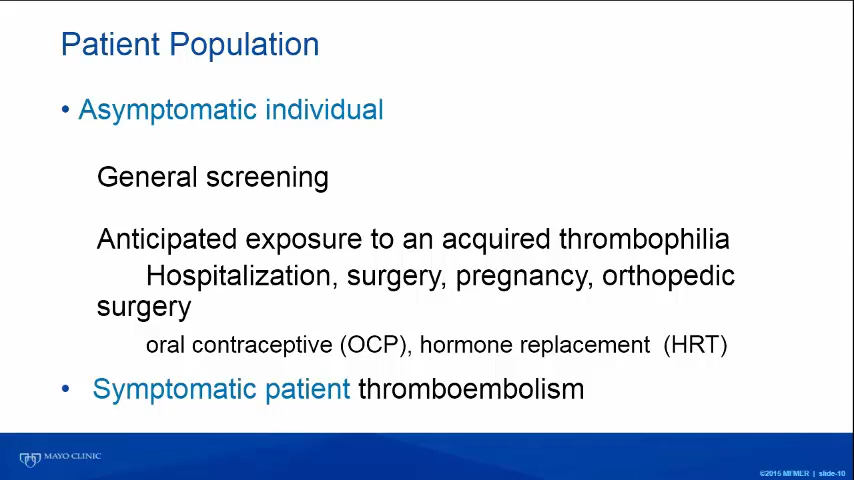 Patient Population
• Asymptomatic individual
General screening
Anticipated exposure to an acquired thrombophilia
Hospitalization, surgery, pregnancy, orthopedic
surgery
oral contraceptive (OCP), hormone replacement (HRT)
• Symptomatic patient thromboembolism
MAYO CLINIC
©2015 MFMER | slide-10